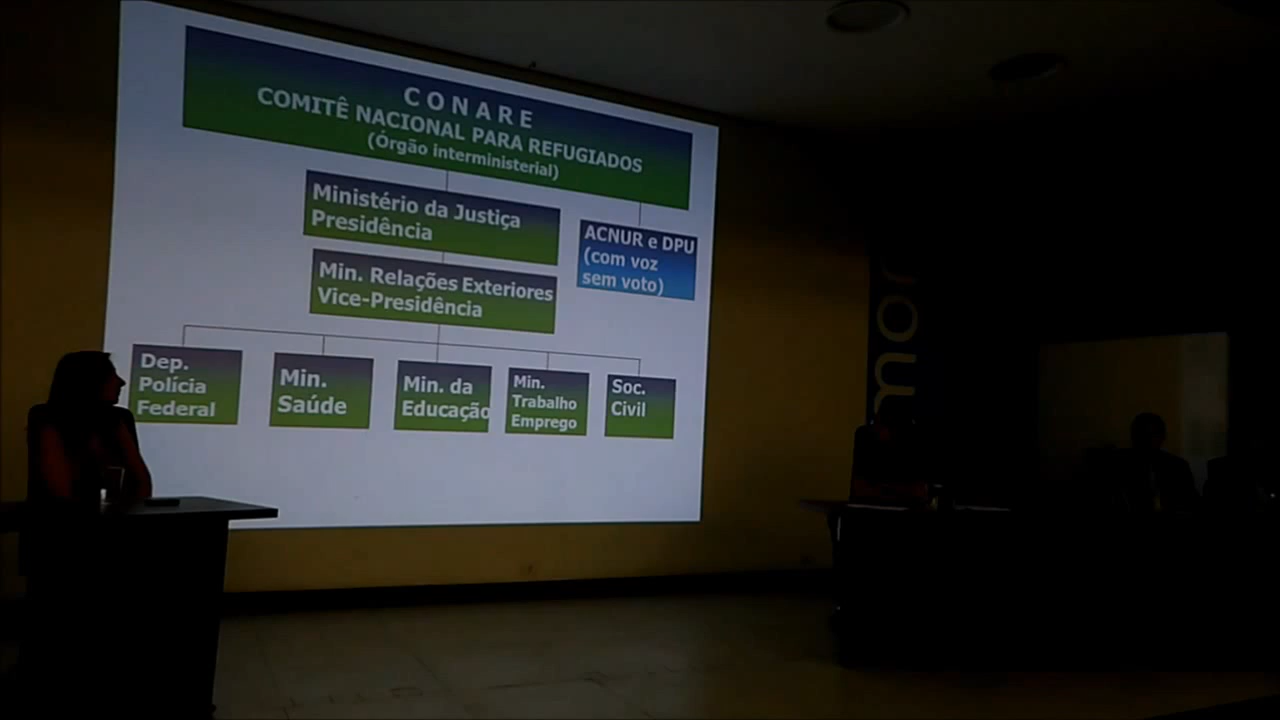 C O N A R E
COMITÊ NACIONAL PARA REFUGIADOS
(Órgão interministerial)
Ministério da Justiça
Presidência
ACNUR e DPU
(com voz
sem voto)
Min. Relações Exteriores
Vice-Presidência
Dep.
Polícia
Federal
Min.
Saúde
Min. da
Educação
Min.
Trabalho
Emprego
Soc.
Civil